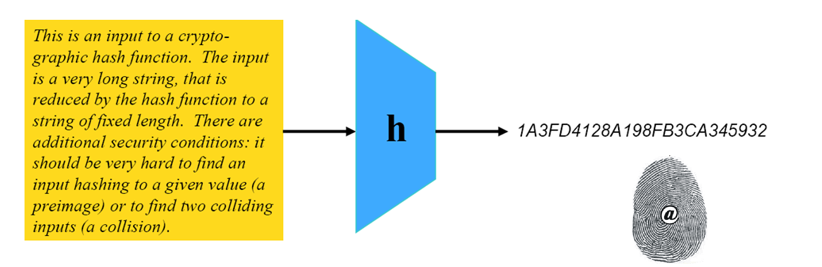 This is an input to a crypto-
graphic hash function.  The input
is a very long string, that is
reduced by the hash function to a
string of fixed length.  There are
additional security conditions: it
should be very hard to find an
input hashing to a given value (a
preimage) or to find two colliding
inputs (a collision).
h
1A3FD4128A198FB3CA345932
@